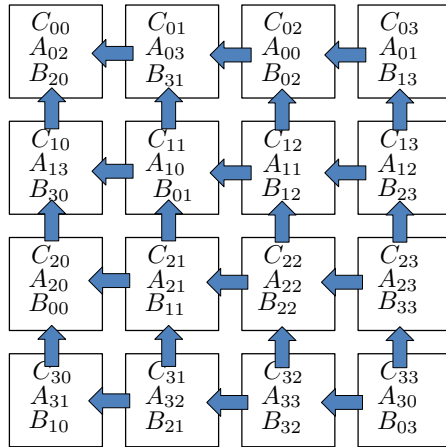 C₀₀ C₀₁ C₀₂ C₀₃
A₀₂ A₀₃ A₀₀ A₀₁
B₂₀ B₃₁ B₀₂ B₁₃
C₁₀ C₁₁ C₁₂ C₁₃
A₁₃ A₁₀ A₁₁ A₁₂
B₃₀ B₀₁ B₁₂ B₂₃
C₂₀ C₂₁ C₂₂ C₂₃
A₂₀ A₂₁ A₂₂ A₂₃
B₀₀ B₁₁ B₂₂ B₃₃
C₃₀ C₃₁ C₃₂ C₃₃
A₃₁ A₃₂ A₃₃ A₃₀
B₁₀ B₂₁ B₃₂ B₀₃